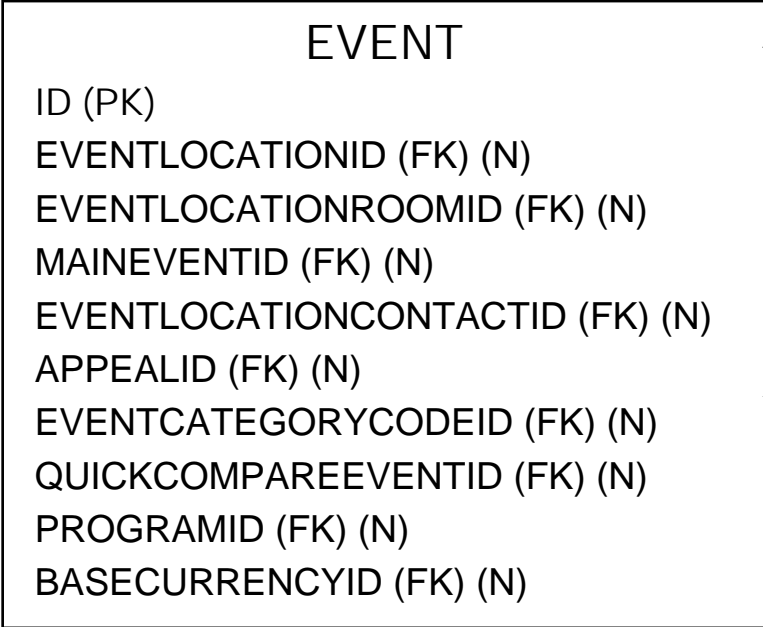 EVENT
ID (PK)
EVENTLOCATIONID (FK) (N)
EVENTLOCATIONROOMID (FK) (N)
MAINEVENTID (FK) (N)
EVENTLOCATIONCONTACTID (FK) (N)
APPEALID (FK) (N)
EVENTCATEGORYCODEID (FK) (N)
QUICKCOMPAREEVENTID (FK) (N)
PROGRAMID (FK) (N)
BASECURRENCYID (FK) (N)